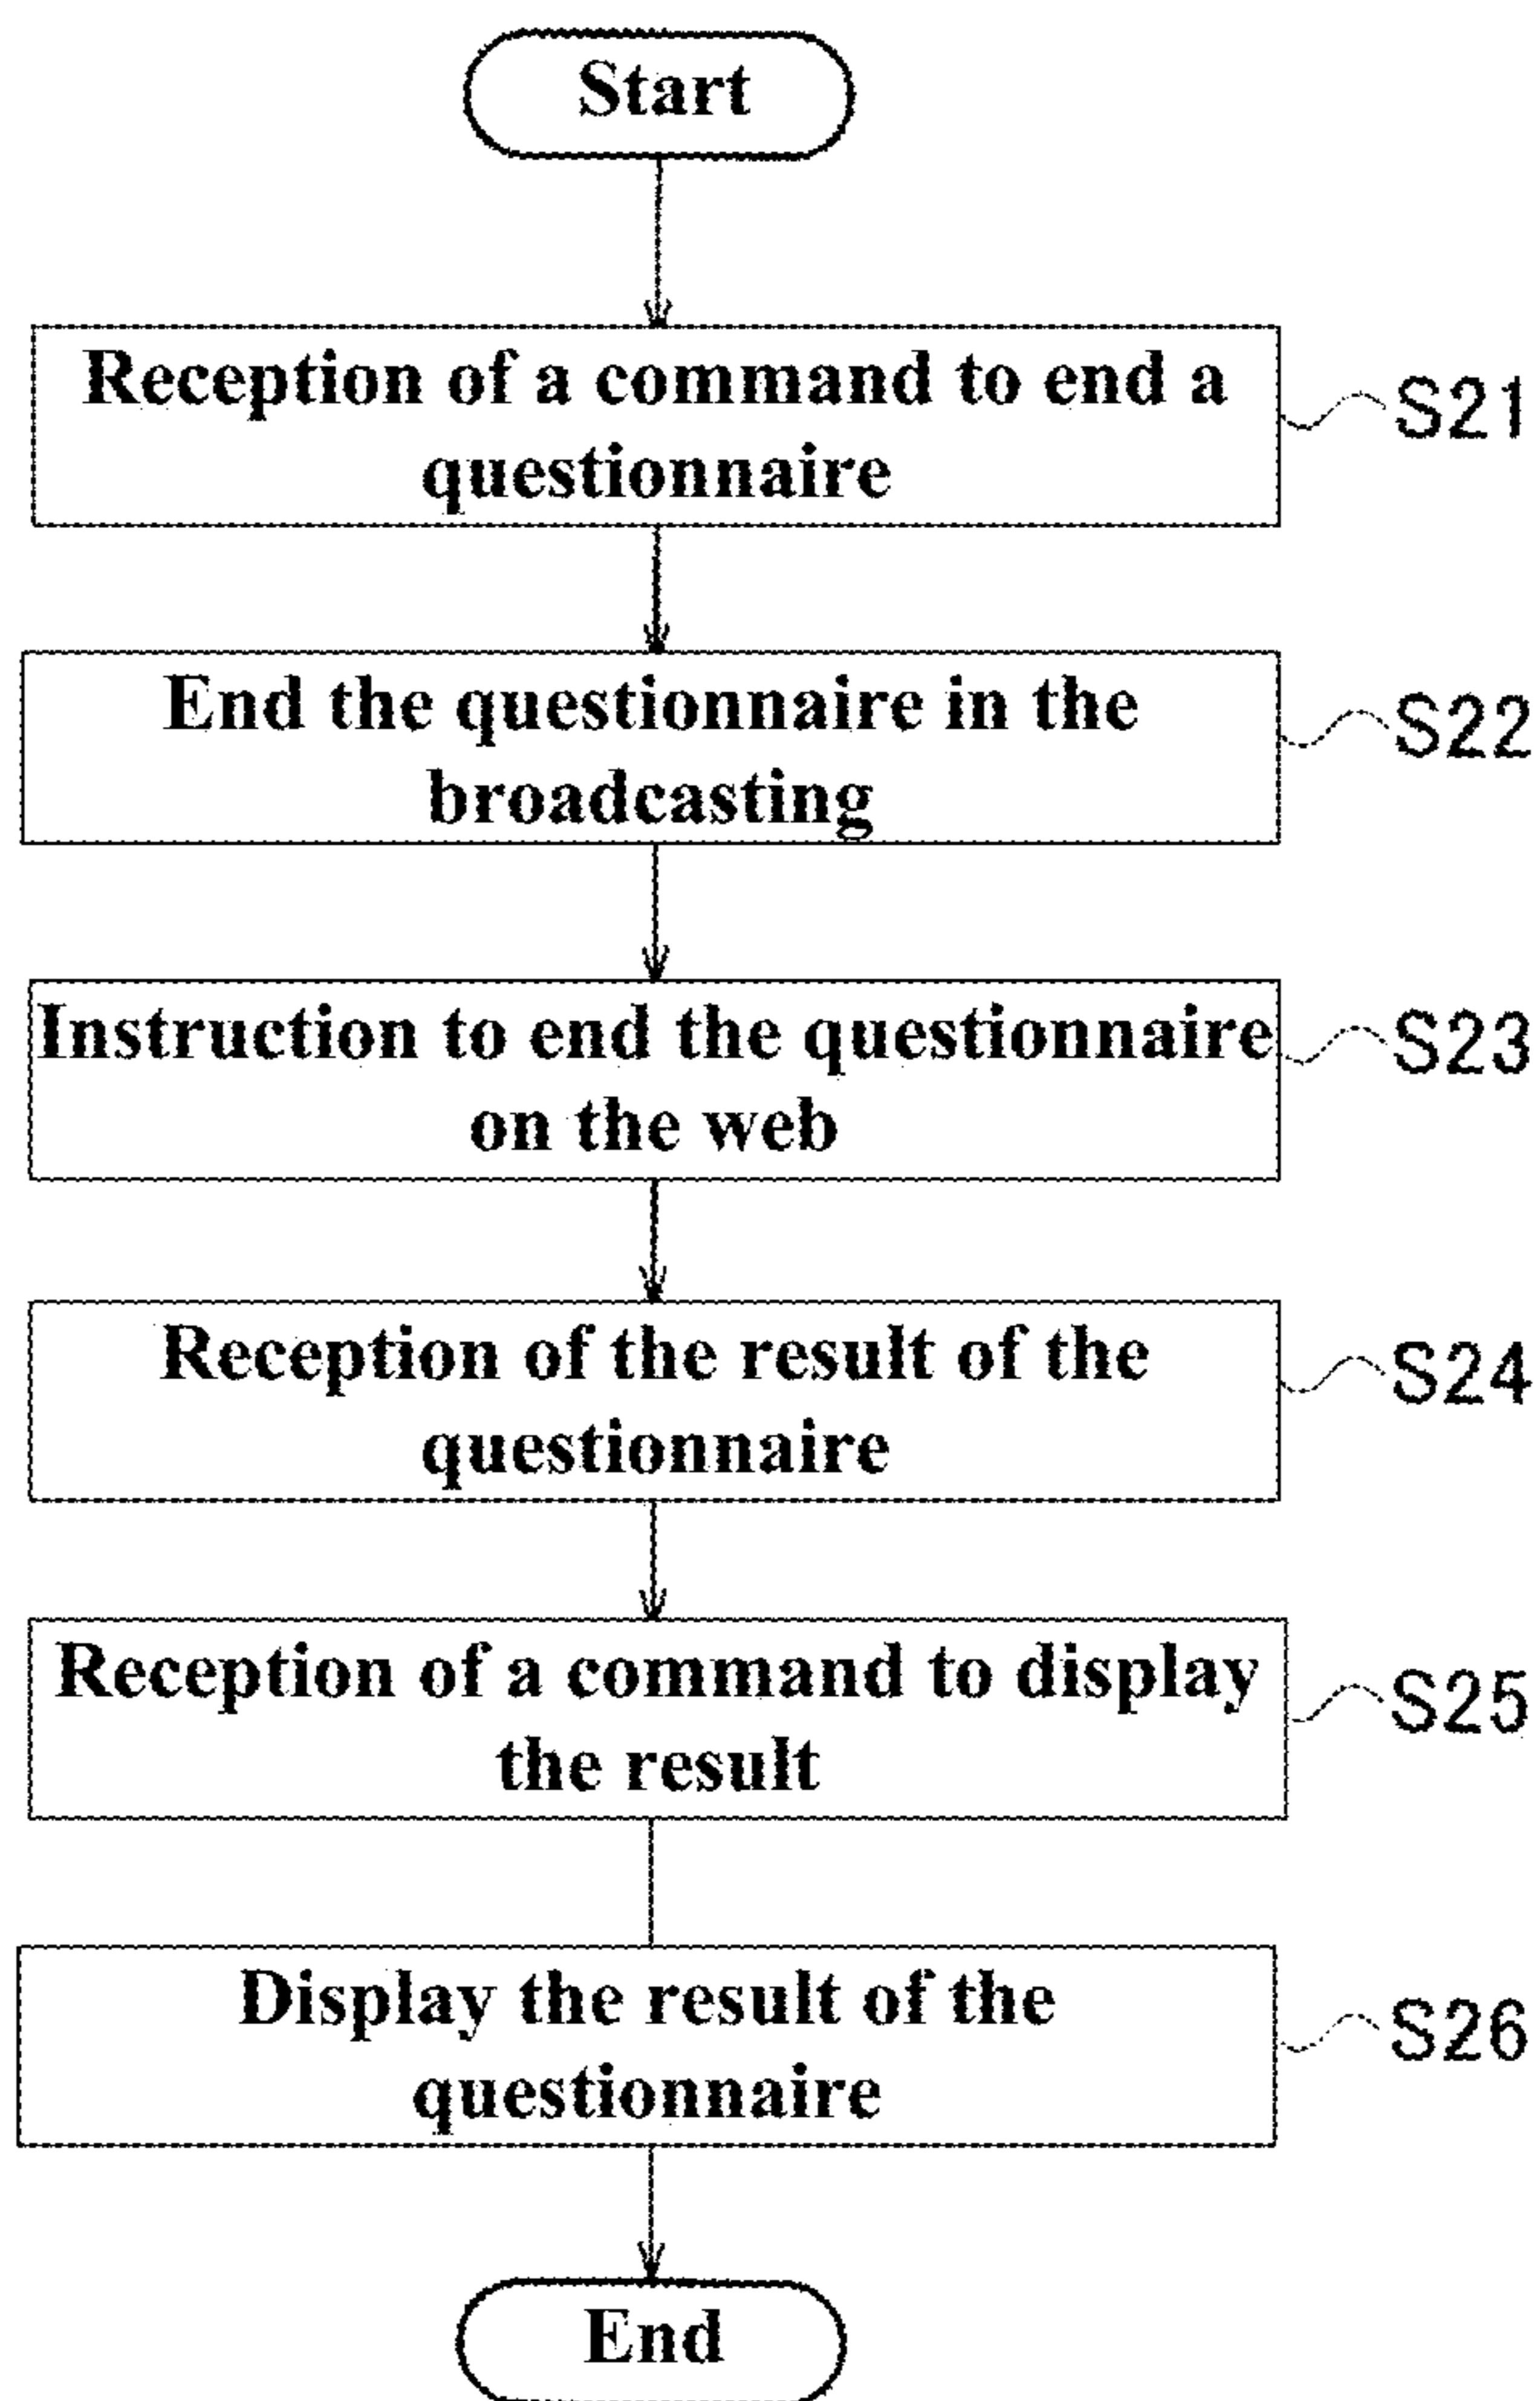 Start
Reception of a command to end a
questionnaire
S21
End the questionnaire in the
broadcasting
S22
Instruction to end the questionnaire
on the web
S23
Reception of the result of the
questionnaire
S24
Reception of a command to display
the result
S25
Display the result of the
questionnaire
S26
End